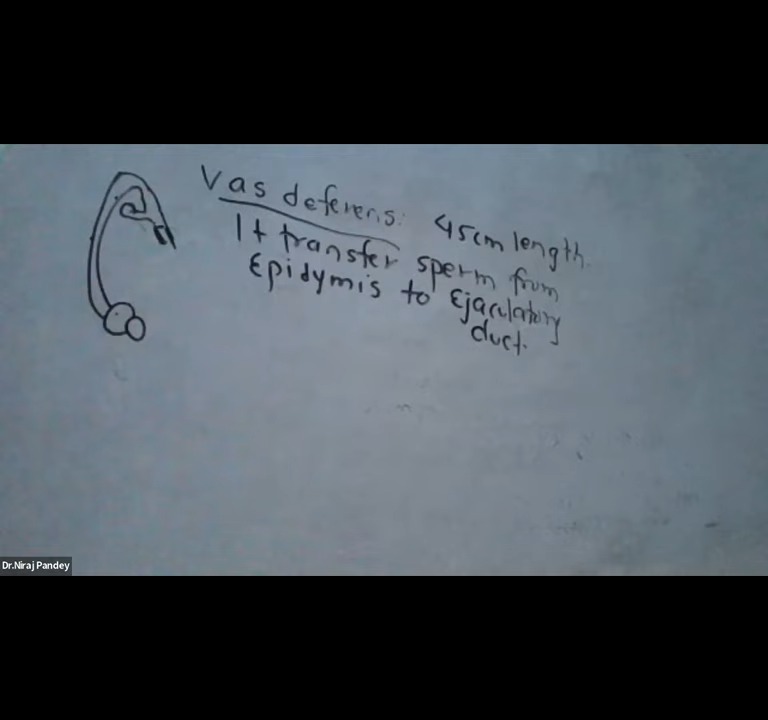 Vas deferens: 45cm length.
It transfer sperm from
Epidymis to Ejaculatory
duct.
Dr.Niraj Pandey